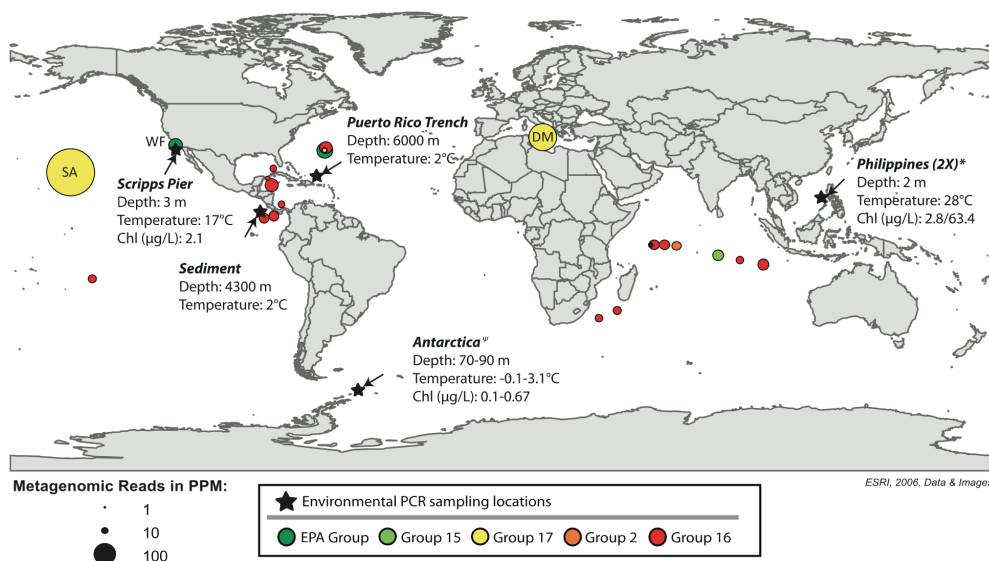 Puerto Rico Trench
Depth: 6000 m
Temperature: 2°C
WF
DM
SA
Scripps Pier
Depth: 3 m
Temperature: 17°C
Chl (µg/L): 2.1
Philippines (2X)*
Depth: 2 m
Temperature: 28°C
Chl (µg/L): 2.8/63.4
Sediment
Depth: 4300 m
Temperature: 2°C
Antarctica ψ
Depth: 70-90 m
Temperature: -0.1-3.1°C
Chl (µg/L): 0.1-0.67
ESRI, 2006, Data & Images
Metagenomic Reads in PPM:
1
10
100
Environmental PCR sampling locations
EPA Group Group 15 Group 17 Group 2 Group 16